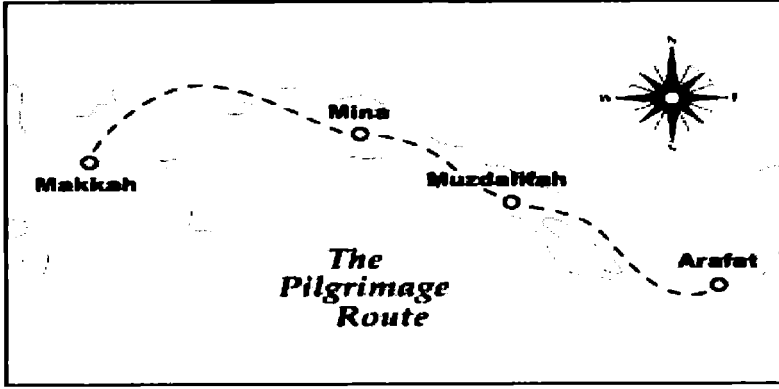 Mina
Makkah
Muzdalifah
Arafat
The
Pilgrimage
Route